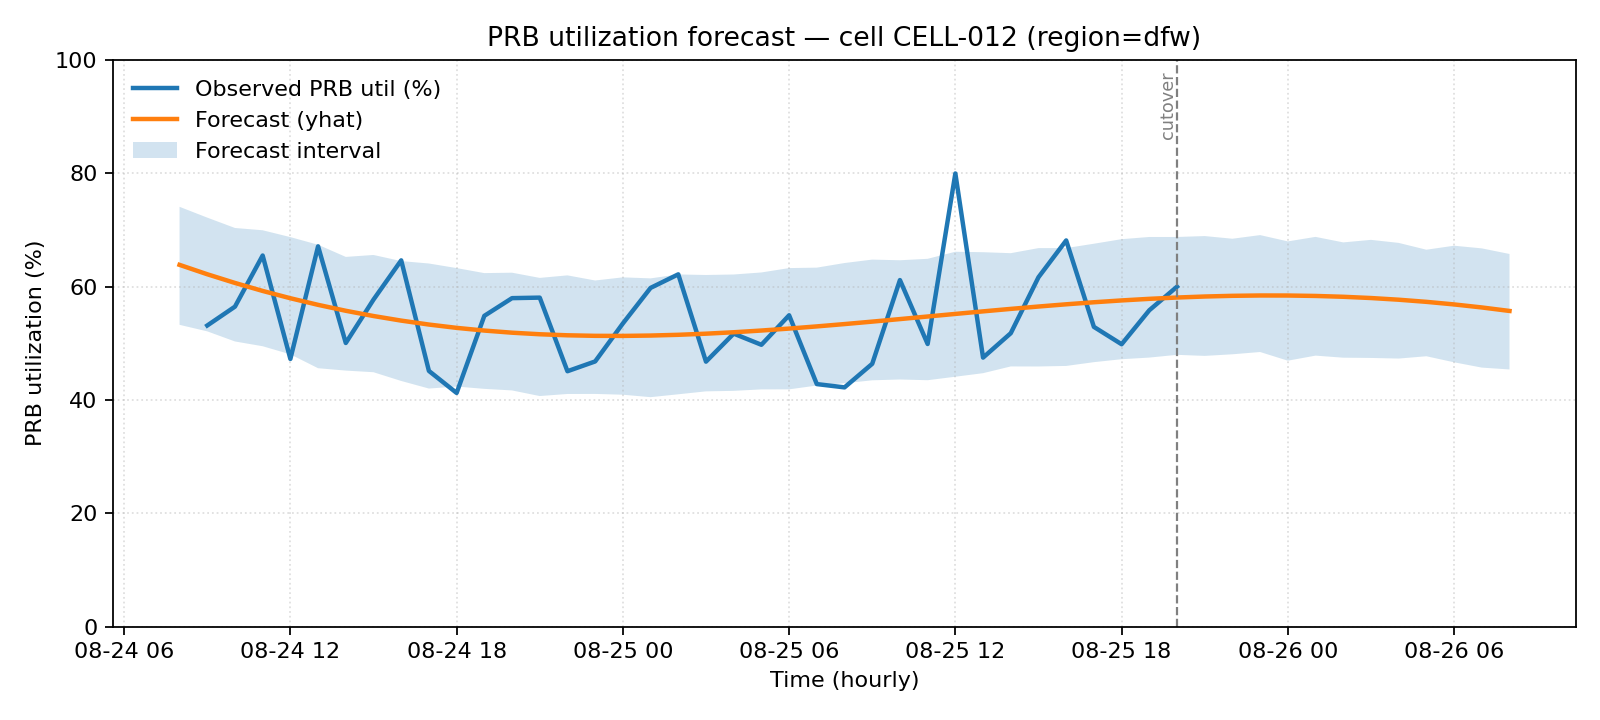 PRB utilization forecast — cell CELL-012 (region=dfw)
100
80
60
40
20
0
PRB utilization (%)
Observed PRB util (%)
Forecast (yhat)
Forecast interval
cutover
08-24 06
08-24 12
08-24 18
08-25 00
08-25 06
08-25 12
08-25 18
08-26 00
08-26 06
Time (hourly)